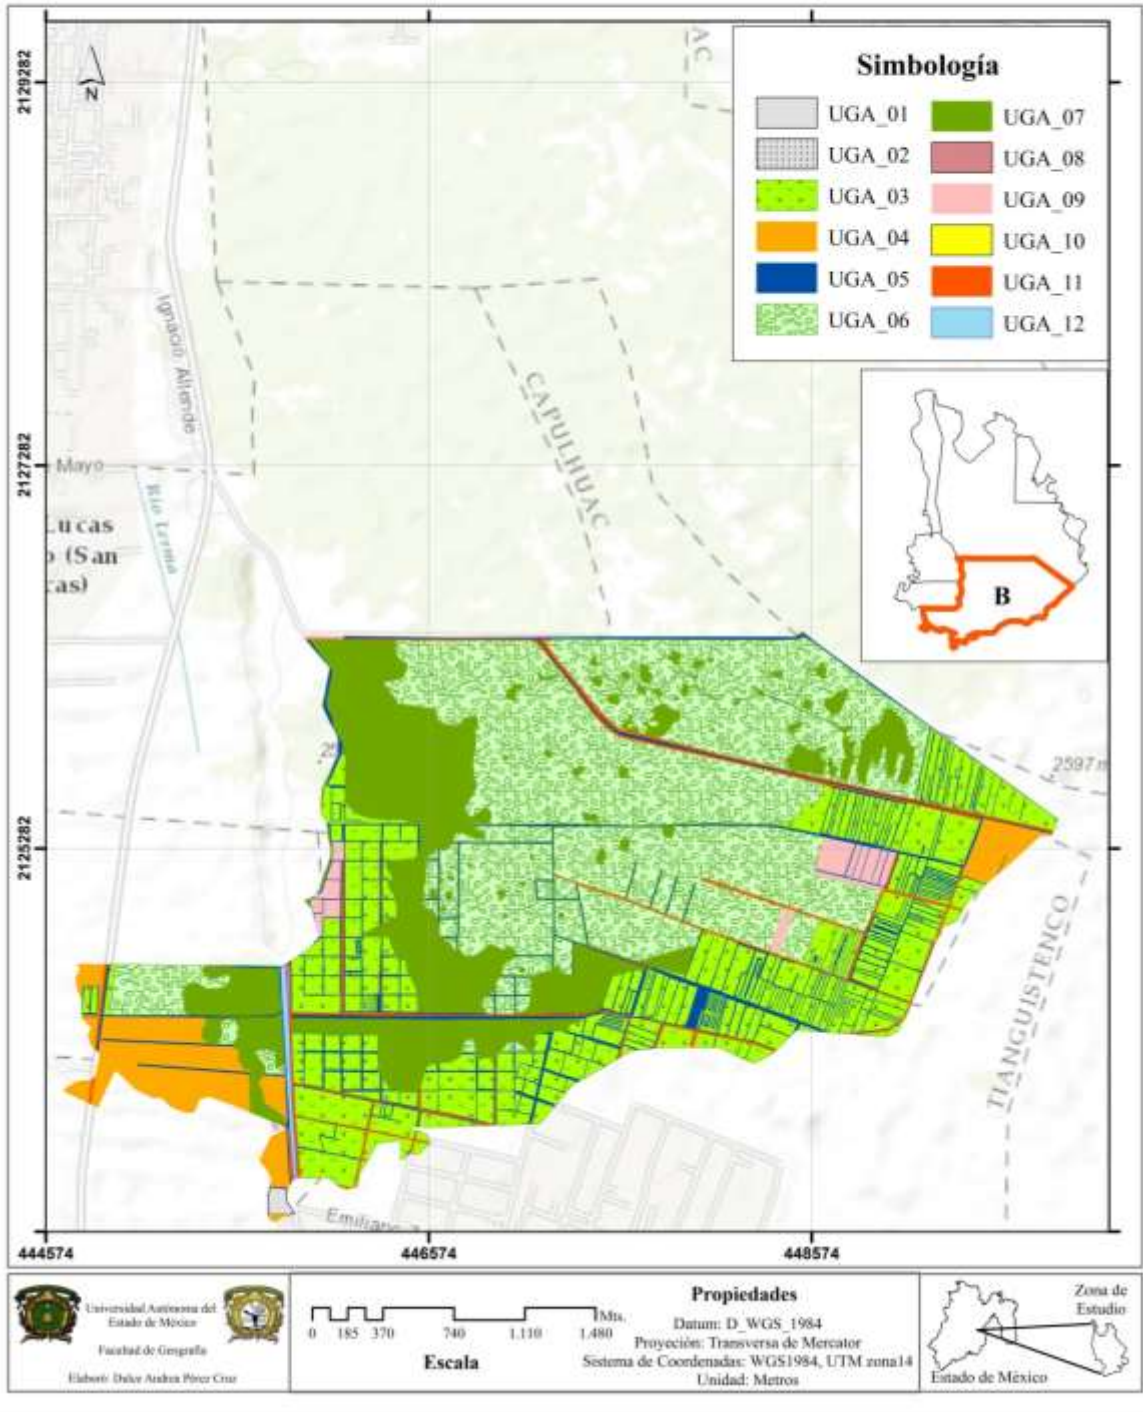 2129282
2127282
2125282
444574
446574
448574
N
AC
Simbología
UGA_01
UGA_02
UGA_03
UGA_04
UGA_05
UGA_06
UGA_07
UGA_08
UGA_09
UGA_10
UGA_11
UGA_12
B
Ignacio Allende
Mayo
Río Lerma
Lucas
o (San
cas)
CAPULHUAC
25
2597 m
TIANGUISTENCO
Emiliano
Universidad Autónoma del
Estado de México
Facultad de Geografía
Elaboró: Dulce Andrea Pérez Cruz
0 185 370 740 1.110 1.480
Mts.
Escala
Propiedades
Datum: D_WGS_1984
Proyeción: Transversa de Mercator
Sistema de Coordenadas: WGS1984, UTM zona14
Unidad: Metros
Zona de
Estudio
Estado de México